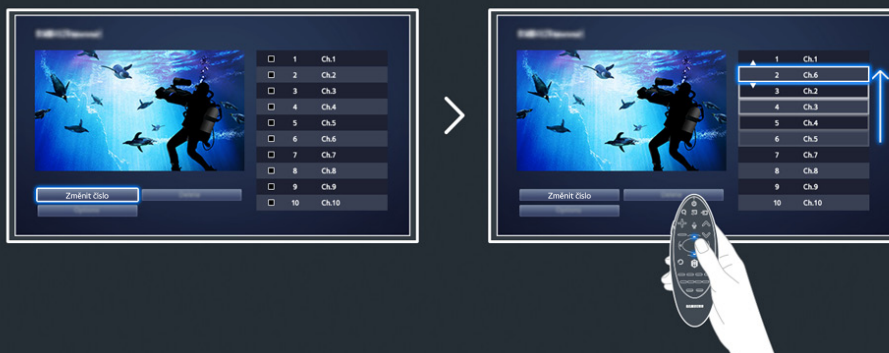 1 Ch.1
2 Ch.2
3 Ch.3
4 Ch.4
5 Ch.5
6 Ch.6
7 Ch.7
8 Ch.8
9 Ch.9
10 Ch.10
Změnit číslo
1 Ch.1
2 Ch.6
3 Ch.2
4 Ch.3
5 Ch.4
6 Ch.5
7 Ch.7
8 Ch.8
9 Ch.9
10 Ch.10
Změnit číslo